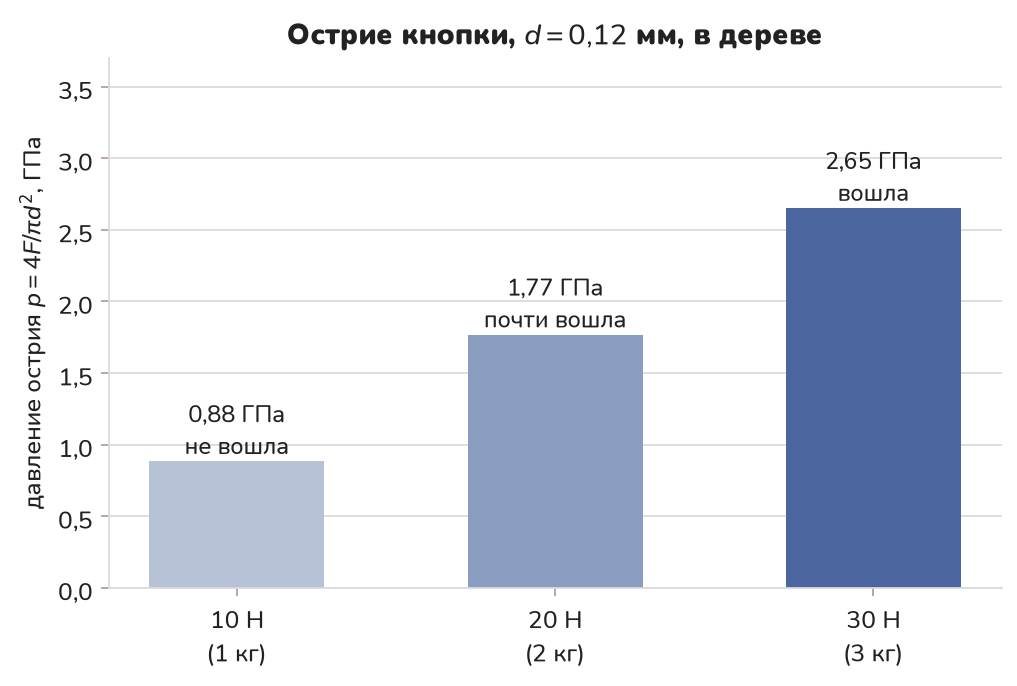 Острие кнопки, d = 0,12 мм, в дереве
давление острия p = 4F/πd², ГПа
3,5
3,0
2,5
2,0
1,5
1,0
0,5
0,0
0,88 ГПа
не вошла
1,77 ГПа
почти вошла
2,65 ГПа
вошла
10 Н
(1 кг)
20 Н
(2 кг)
30 Н
(3 кг)